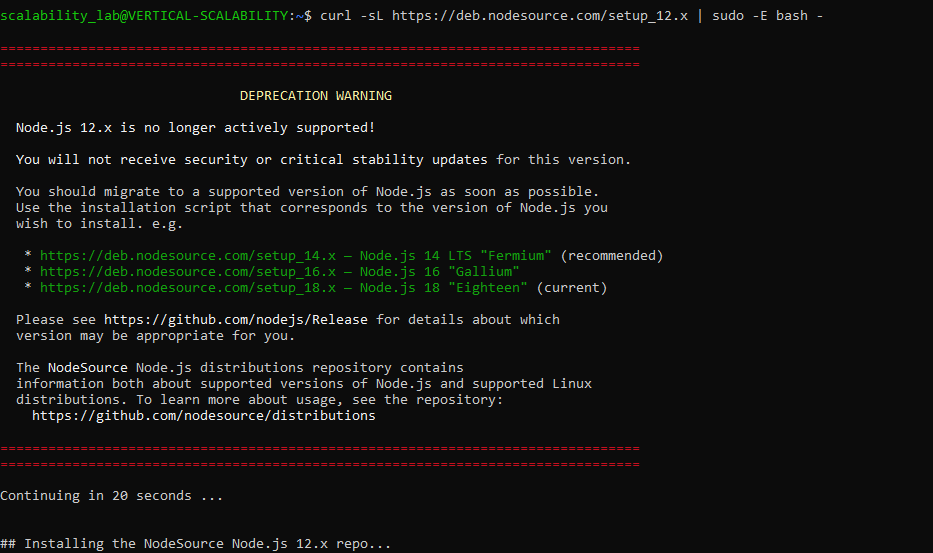 scalability_lab@VERTICAL-SCALABILITY:~$ curl -sL https://deb.nodesource.com/setup_12.x | sudo -E bash -
================================================================================
================================================================================
DEPRECATION WARNING
Node.js 12.x is no longer actively supported!
You will not receive security or critical stability updates for this version.
You should migrate to a supported version of Node.js as soon as possible.
Use the installation script that corresponds to the version of Node.js you
wish to install. e.g.
* https://deb.nodesource.com/setup_14.x — Node.js 14 LTS "Fermium" (recommended)
* https://deb.nodesource.com/setup_16.x — Node.js 16 "Gallium"
* https://deb.nodesource.com/setup_18.x — Node.js 18 "Eighteen" (current)
Please see https://github.com/nodejs/Release for details about which
version may be appropriate for you.
The NodeSource Node.js distributions repository contains
information both about supported versions of Node.js and supported Linux
distributions. To learn more about usage, see the repository:
https://github.com/nodesource/distributions
================================================================================
================================================================================
Continuing in 20 seconds ...
## Installing the NodeSource Node.js 12.x repo...